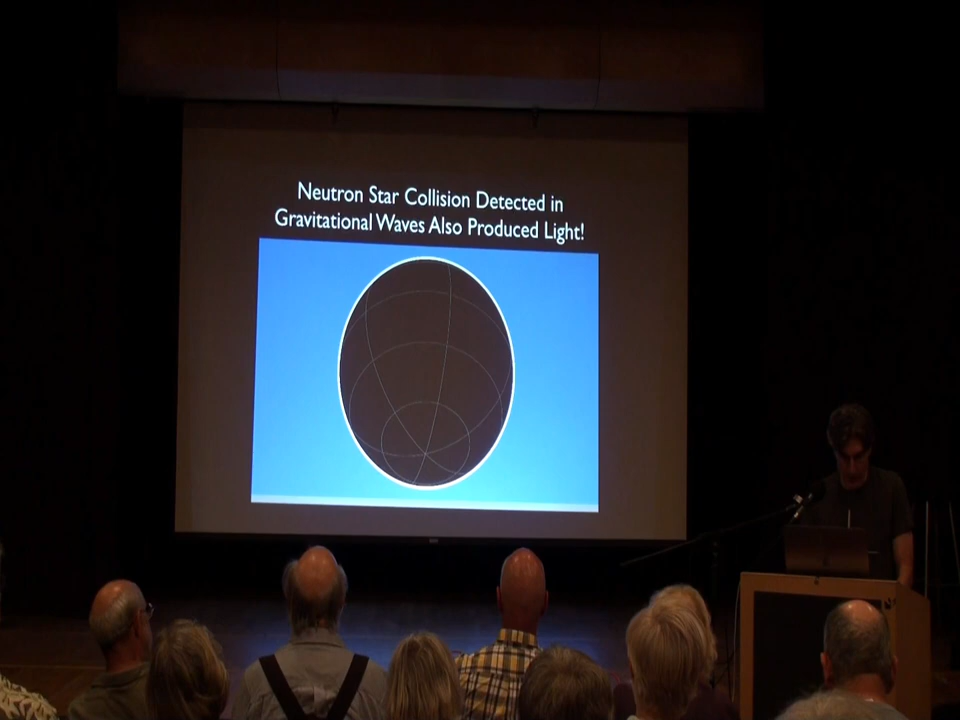 Neutron Star Collision Detected in
Gravitational Waves Also Produced Light!